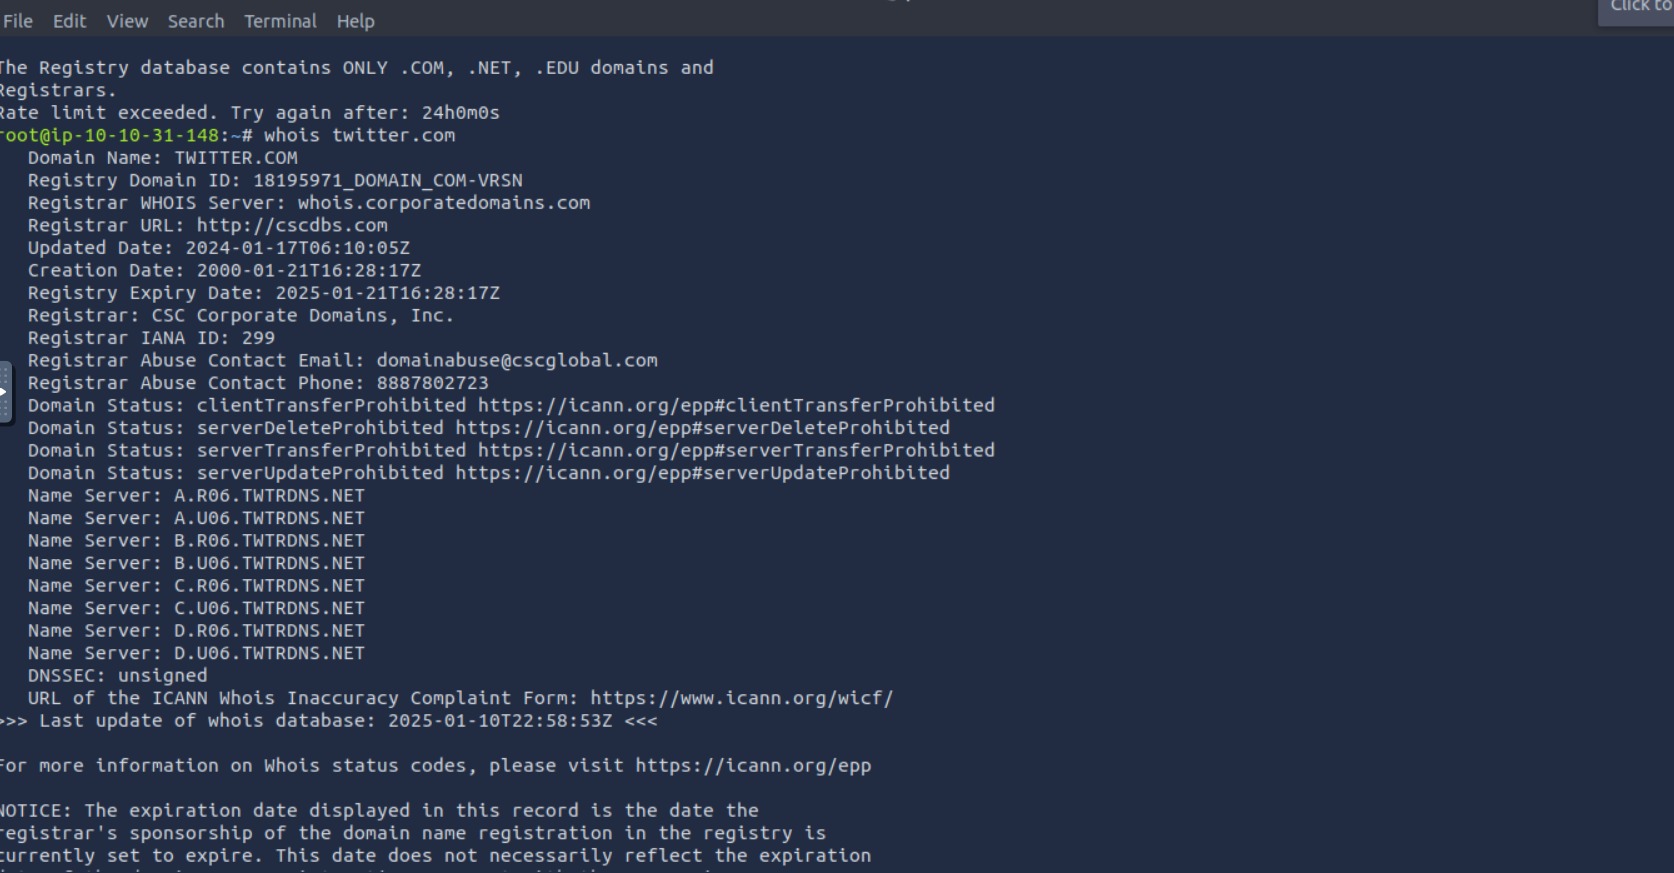 Click to
File Edit View Search Terminal Help
The Registry database contains ONLY .COM, .NET, .EDU domains and
Registrars.
Rate limit exceeded. Try again after: 24h0m0s
root@ip-10-10-31-148:~# whois twitter.com
Domain Name: TWITTER.COM
Registry Domain ID: 18195971_DOMAIN_COM-VRSN
Registrar WHOIS Server: whois.corporatedomains.com
Registrar URL: http://cscdbs.com
Updated Date: 2024-01-17T06:10:05Z
Creation Date: 2000-01-21T16:28:17Z
Registry Expiry Date: 2025-01-21T16:28:17Z
Registrar: CSC Corporate Domains, Inc.
Registrar IANA ID: 299
Registrar Abuse Contact Email: domainabuse@cscglobal.com
Registrar Abuse Contact Phone: 8887802723
Domain Status: clientTransferProhibited https://icann.org/epp#clientTransferProhibited
Domain Status: serverDeleteProhibited https://icann.org/epp#serverDeleteProhibited
Domain Status: serverTransferProhibited https://icann.org/epp#serverTransferProhibited
Domain Status: serverUpdateProhibited https://icann.org/epp#serverUpdateProhibited
Name Server: A.R06.TWTRDNS.NET
Name Server: A.U06.TWTRDNS.NET
Name Server: B.R06.TWTRDNS.NET
Name Server: B.U06.TWTRDNS.NET
Name Server: C.R06.TWTRDNS.NET
Name Server: C.U06.TWTRDNS.NET
Name Server: D.R06.TWTRDNS.NET
Name Server: D.U06.TWTRDNS.NET
DNSSEC: unsigned
URL of the ICANN Whois Inaccuracy Complaint Form: https://www.icann.org/wicf/
>>> Last update of whois database: 2025-01-10T22:58:53Z <<<
For more information on Whois status codes, please visit https://icann.org/epp
NOTICE: The expiration date displayed in this record is the date the
registrar's sponsorship of the domain name registration in the registry is
currently set to expire. This date does not necessarily reflect the expiration